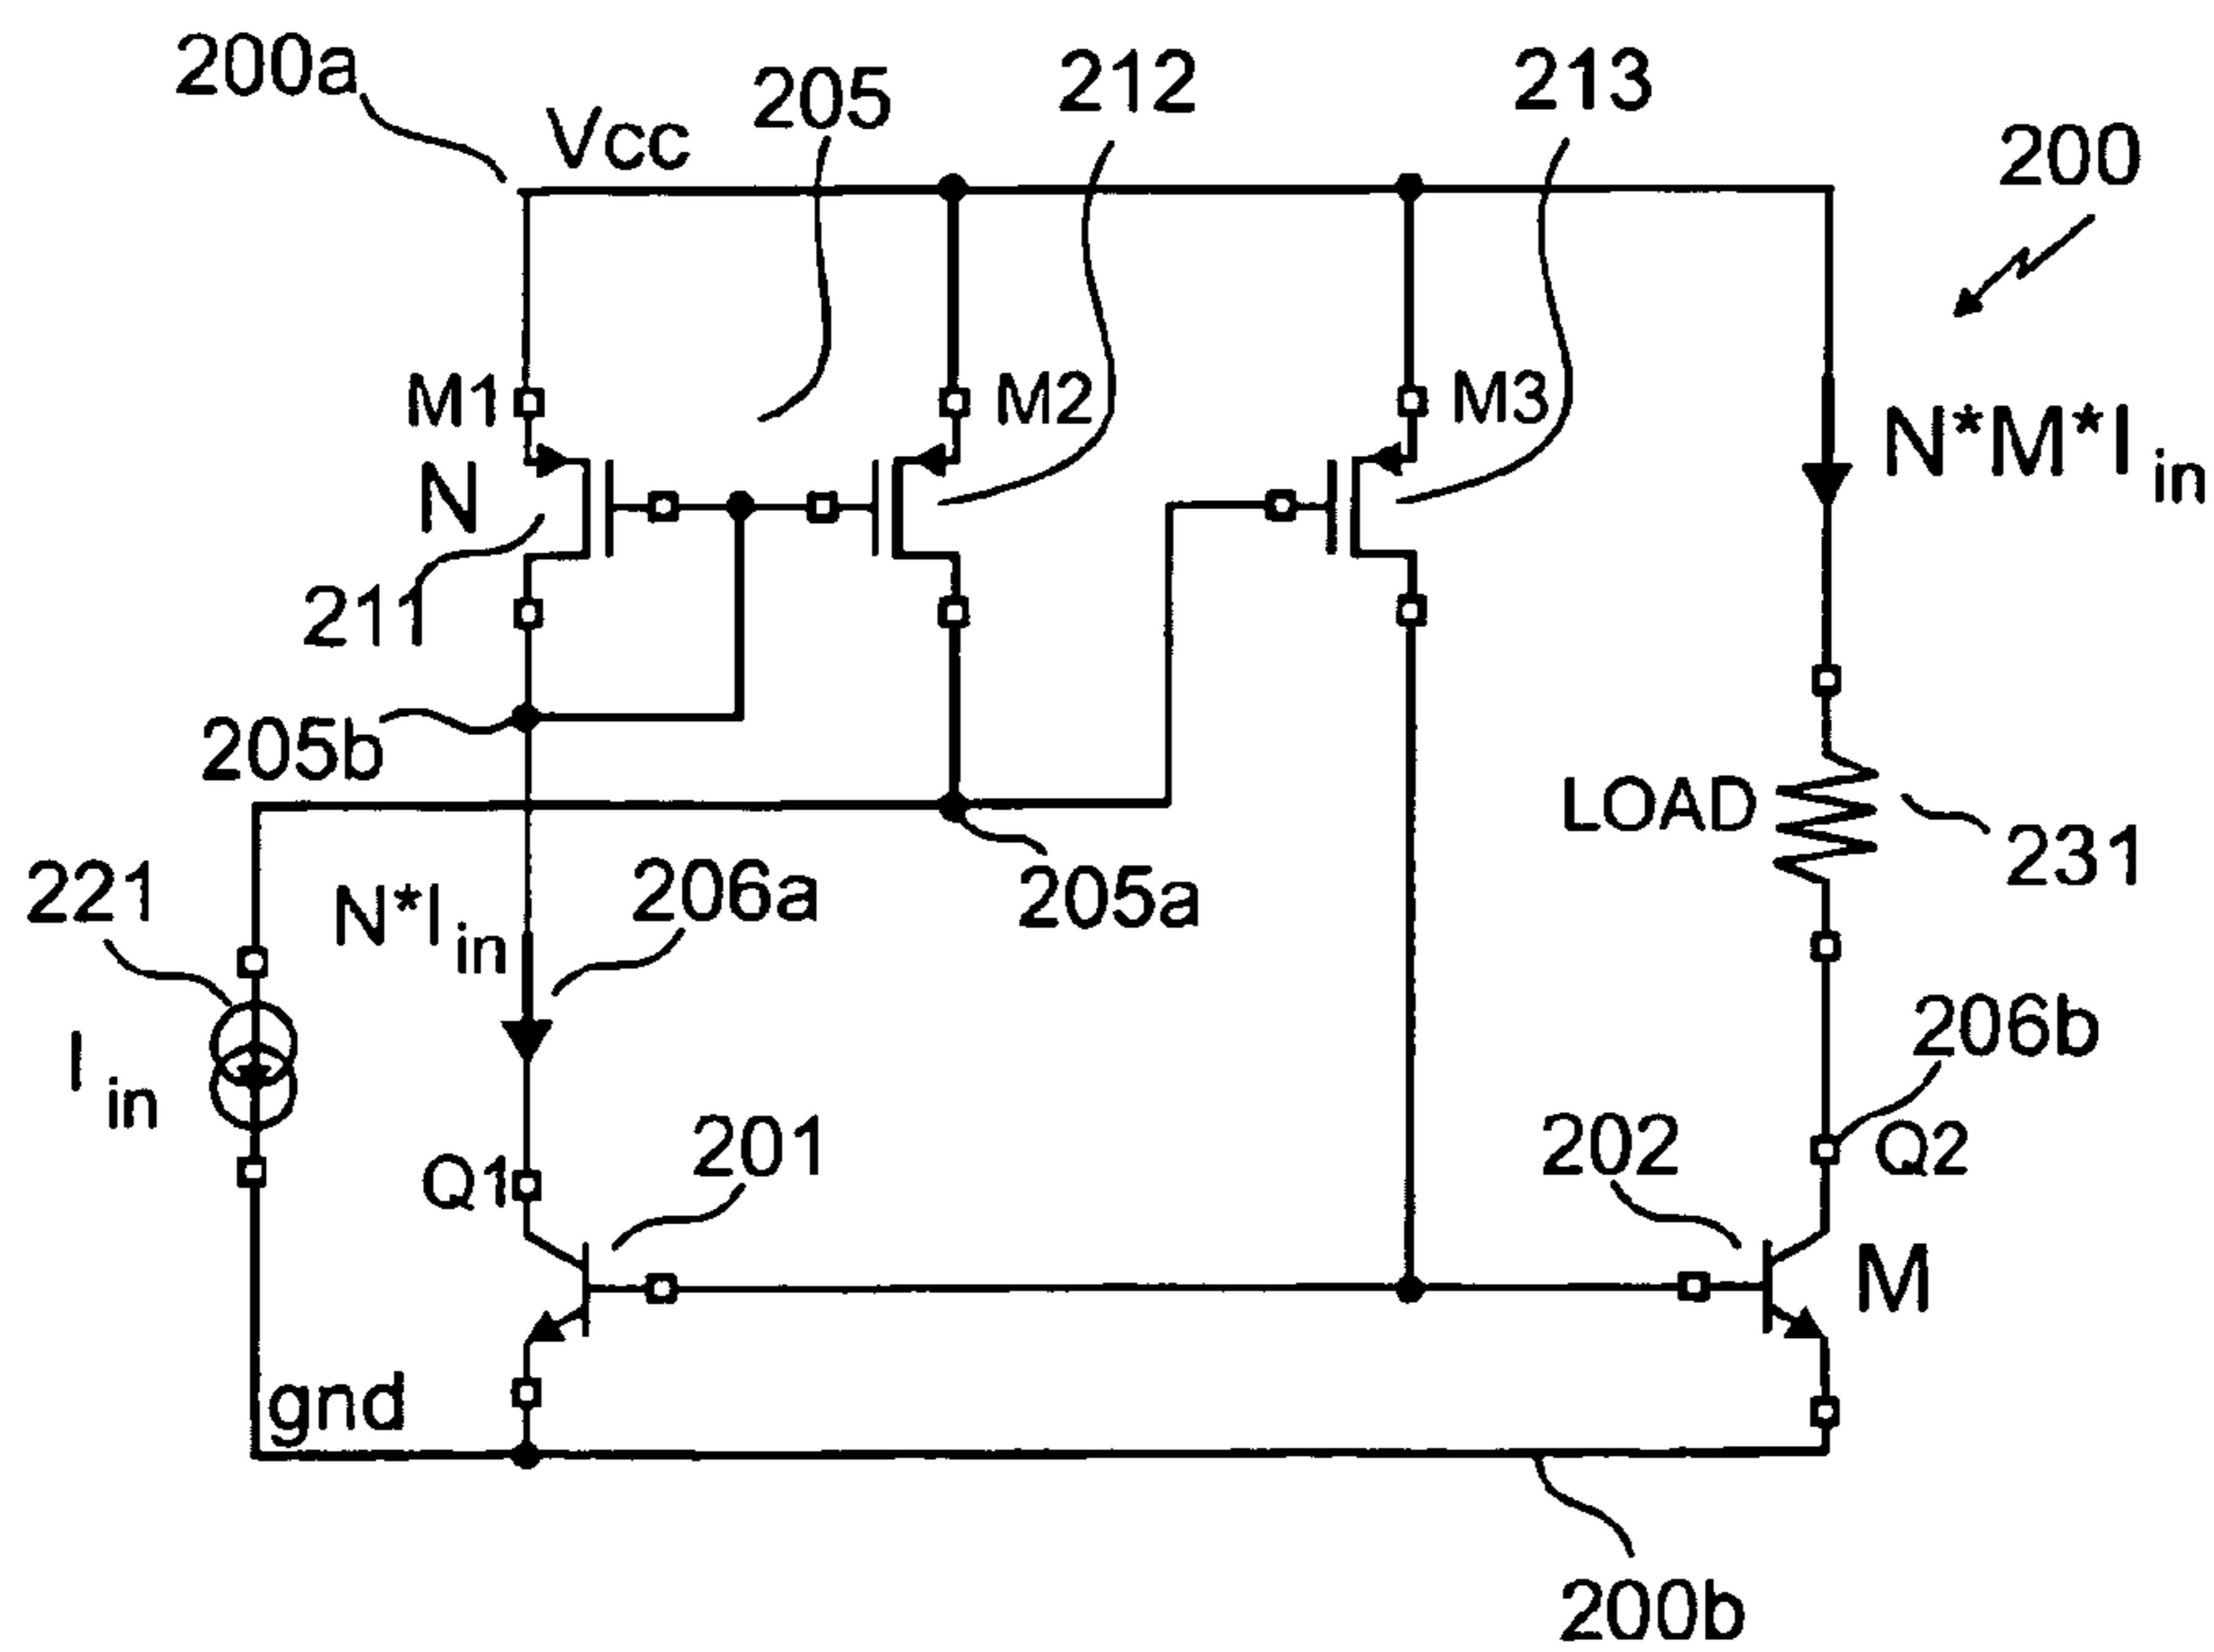 200a
Vcc
205
212
213
200
M1
M2
M3
N
N*M*I in
211
205b
LOAD
231
221
N*I in
206a
205a
I in
206b
Q1
201
202
Q2
M
gnd
200b